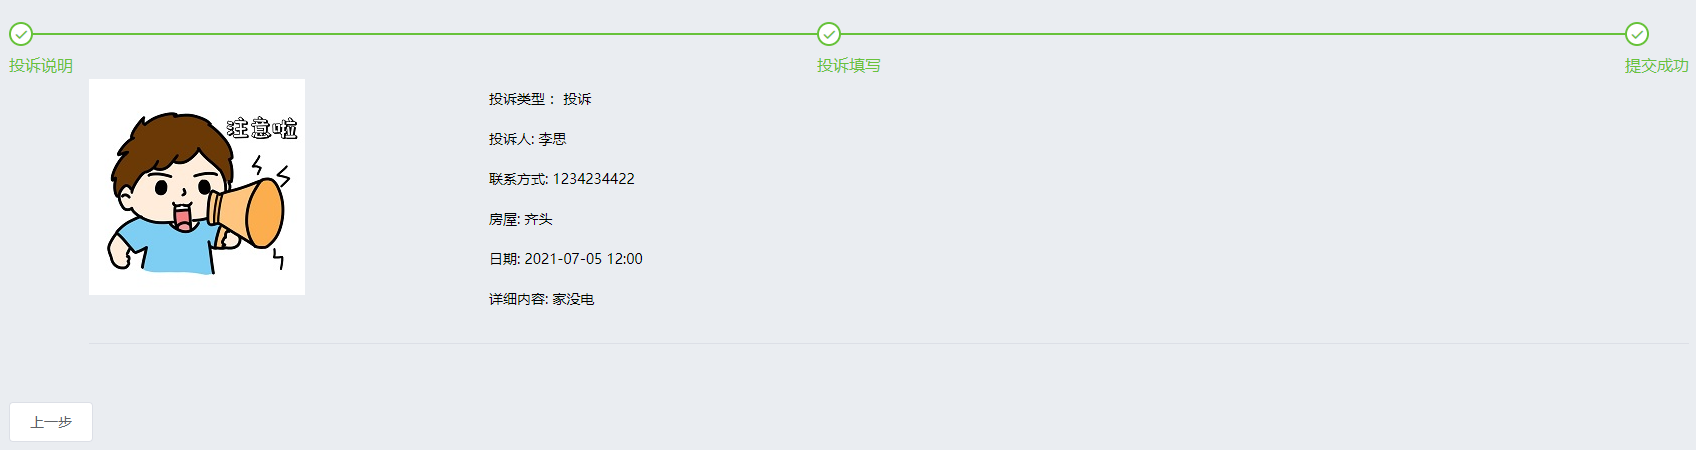 投诉说明
投诉填写
提交成功
注意啦
投诉类型： 投诉
投诉人: 李思
联系方式: 1234234422
房屋: 齐头
日期: 2021-07-05 12:00
详细内容: 家没电
上一步